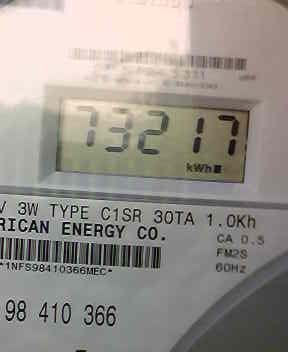 73217
kWh
V 3W TYPE C1SR 30TA 1.0Kh
RICAN ENERGY CO.
CA 0.5
FM2S
60Hz
*1NFS98410366MEC*
98 410 366